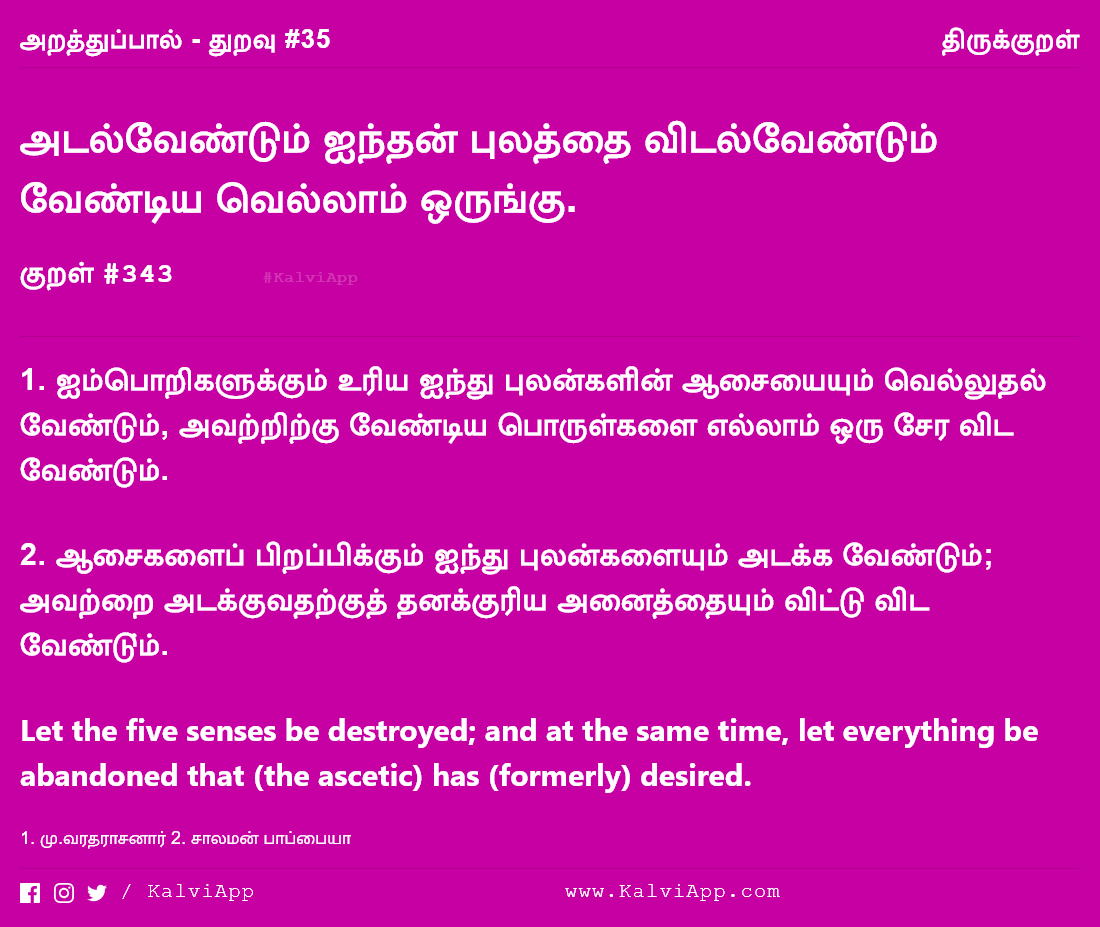 அறத்துப்பால் - துறவு #35
திருக்குறள்
அடல்வேண்டும் ஐந்தன் புலத்தை விடல்வேண்டும்
வேண்டிய வெல்லாம் ஒருங்கு.
குறள் #343
#KalviApp
1. ஐம்பொறிகளுக்கும் உரிய ஐந்து புலன்களின் ஆசையையும் வெல்லுதல்
வேண்டும், அவற்றிற்கு வேண்டிய பொருள்களை எல்லாம் ஒரு சேர விட
வேண்டும்.
2. ஆசைகளைப் பிறப்பிக்கும் ஐந்து புலன்களையும் அடக்க வேண்டும்;
அவற்றை அடக்குவதற்குத் தனக்குரிய அனைத்தையும் விட்டு விட
வேண்டு்ம்.
Let the five senses be destroyed; and at the same time, let everything be
abandoned that (the ascetic) has (formerly) desired.
1. மு.வரதராசனார் 2. சாலமன் பாப்பையா
/ KalviApp
www.KalviApp.com